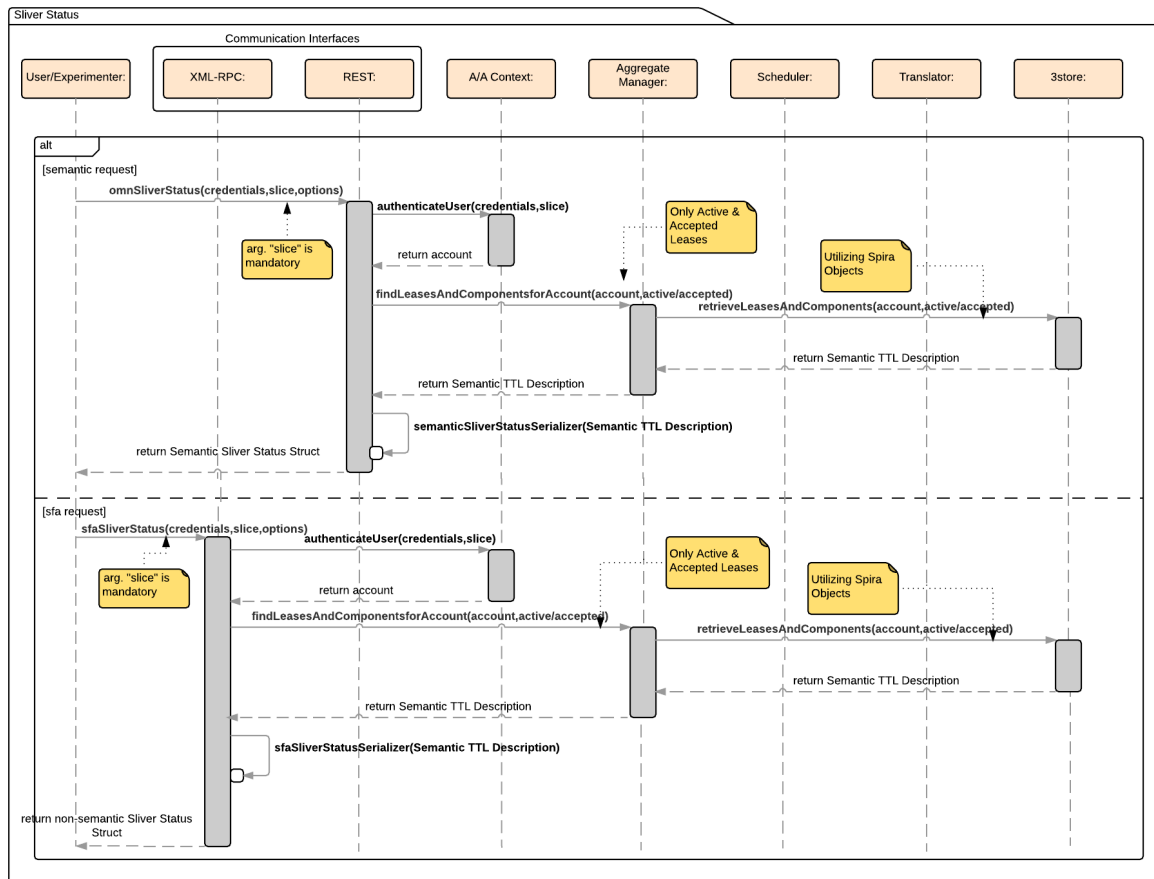 Sliver Status
Communication Interfaces
User/Experimenter:
XML-RPC:
REST:
A/A Context:
Aggregate
Manager:
Scheduler:
Translator:
3store:
alt
[semantic request]
omnSliverStatus(credentials,slice,options)
authenticateUser(credentials,slice)
Only Active &
Accepted
Leases
arg. "slice" is
mandatory
return account
Utilizing Spira
Objects
findLeasesAndComponentsforAccount(account,active/accepted)
retrieveLeasesAndComponents(account,active/accepted)
return Semantic TTL Description
return Semantic TTL Description
semanticSliverStatusSerializer(Semantic TTL Description)
return Semantic Sliver Status Struct
[sfa request]
sfaSliverStatus(credentials,slice,options)
authenticateUser(credentials,slice)
Only Active &
Accepted Leases
arg. "slice" is
mandatory
return account
Utilizing Spira
Objects
findLeasesAndComponentsforAccount(account,active/accepted)
retrieveLeasesAndComponents(account,active/accepted)
return Semantic TTL Description
return Semantic TTL Description
sfaSliverStatusSerializer(Semantic TTL Description)
return non-semantic Sliver Status
Struct